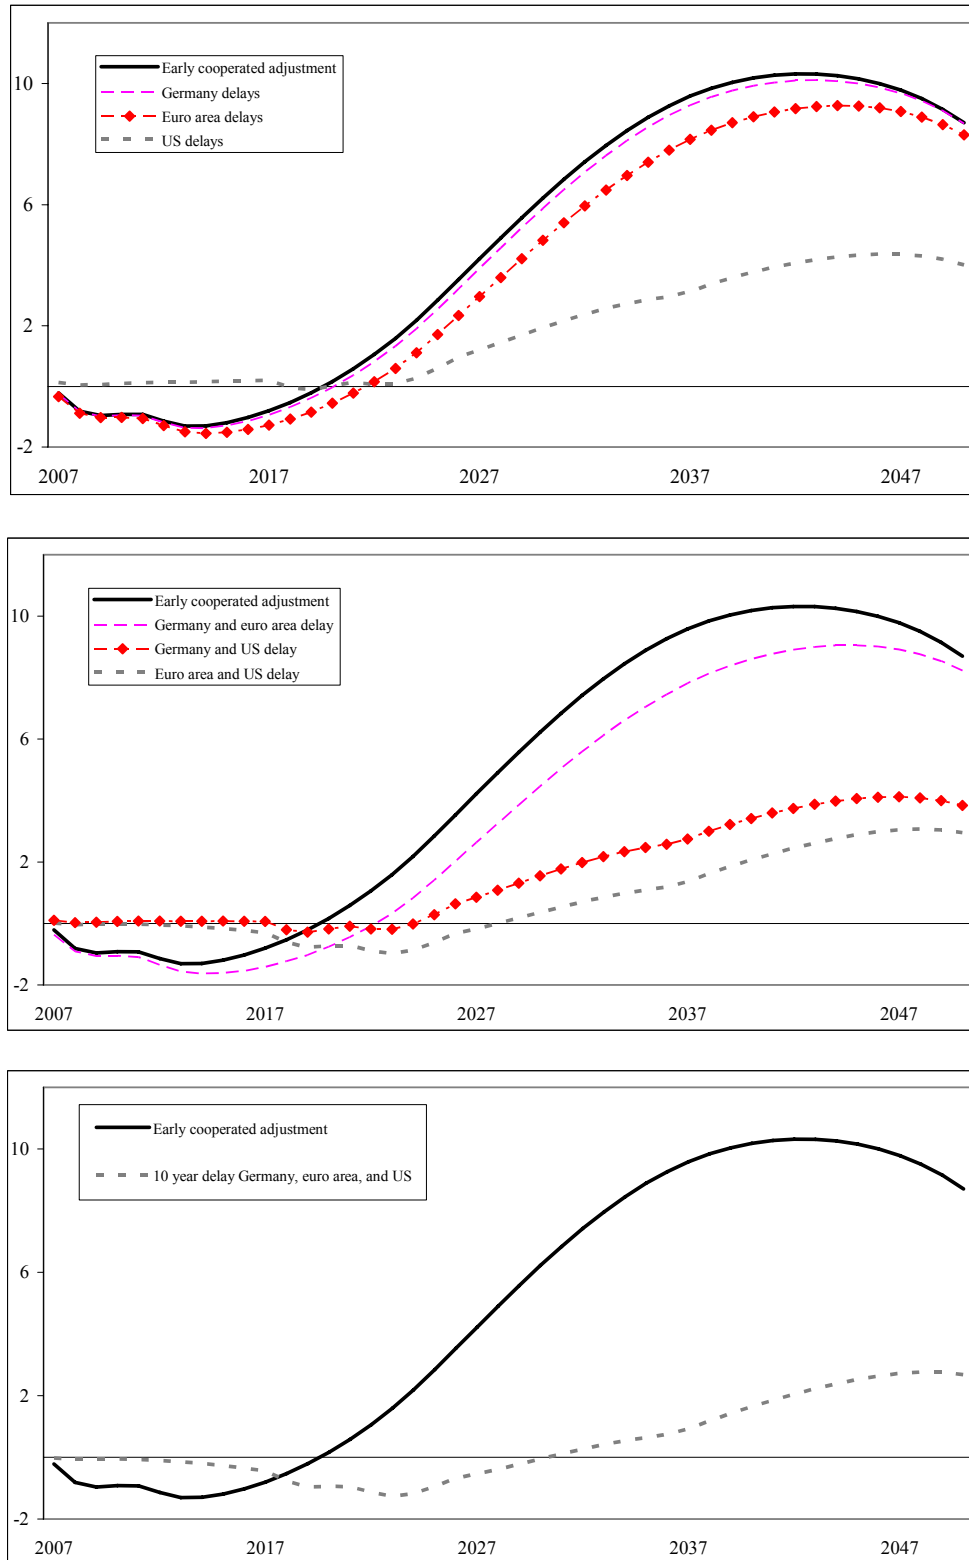 Early cooperated adjustment
Germany delays
Euro area delays
US delays
10
6
2
-2
2007 2017 2027 2037 2047
Early cooperated adjustment
Germany and euro area delay
Germany and US delay
Euro area and US delay
10
6
2
-2
2007 2017 2027 2037 2047
Early cooperated adjustment
10 year delay Germany, euro area, and US
10
6
2
-2
2007 2017 2027 2037 2047